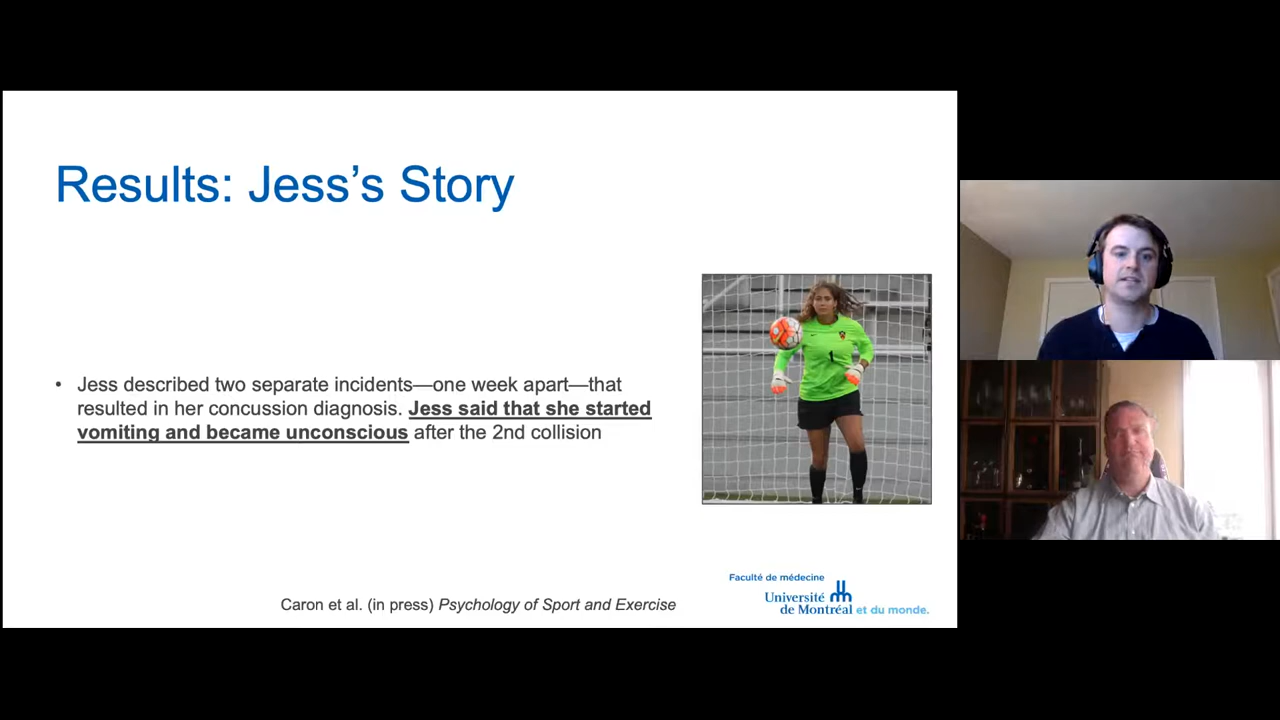 Results: Jess’s Story
• Jess described two separate incidents—one week apart—that
resulted in her concussion diagnosis. Jess said that she started
vomiting and became unconscious after the 2nd collision
1
Caron et al. (in press) Psychology of Sport and Exercise
Faculté de médecine
Université
de Montréal et du monde.